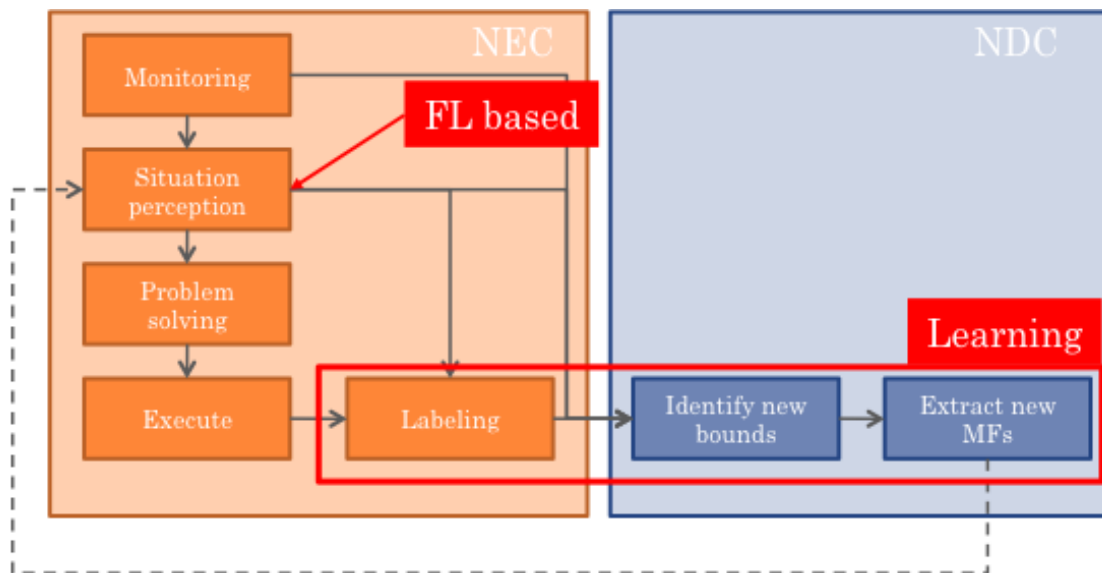 NEC
NDC
Monitoring
FL based
Situation
perception
Problem
solving
Learning
Execute
Labeling
Identify new
bounds
Extract new
MFs